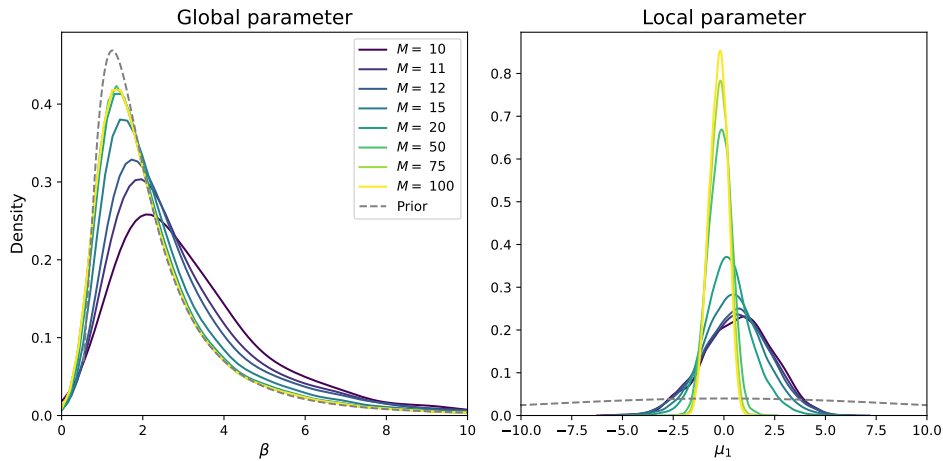 Global parameter
Density
0.0
0.1
0.2
0.3
0.4
0 2 4 6 8 10
β
M = 10
M = 11
M = 12
M = 15
M = 20
M = 50
M = 75
M = 100
Prior
Local parameter
0.0
0.1
0.2
0.3
0.4
0.5
0.6
0.7
0.8
−10.0 −7.5 −5.0 −2.5 0.0 2.5 5.0 7.5 10.0
μ₁